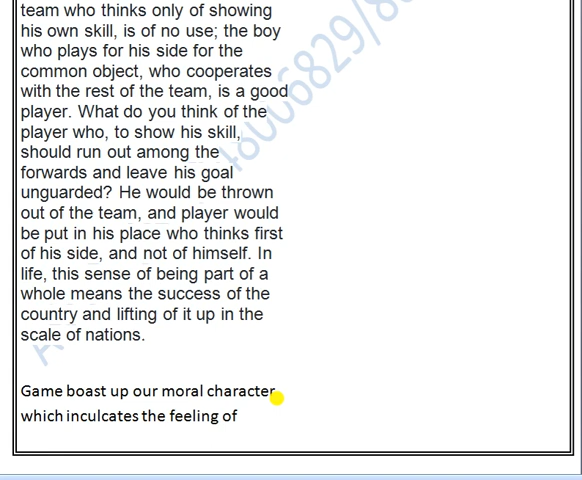 team who thinks only of showing
his own skill, is of no use; the boy
who plays for his side for the
common object, who cooperates
with the rest of the team, is a good
player. What do you think of the
player who, to show his skill,
should run out among the
forwards and leave his goal
unguarded? He would be thrown
out of the team, and player would
be put in his place who thinks first
of his side, and not of himself. In
life, this sense of being part of a
whole means the success of the
country and lifting of it up in the
scale of nations.
Game boast up our moral character
which inculcates the feeling of